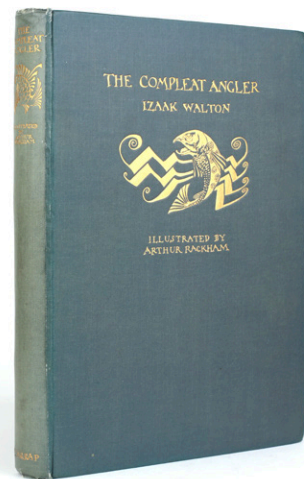 THE COMPLEAT ANGLER
IZAAK WALTON
ILLUSTRATED BY
ARTHUR RACKHAM
THE
COMPLEAT
ANGLER